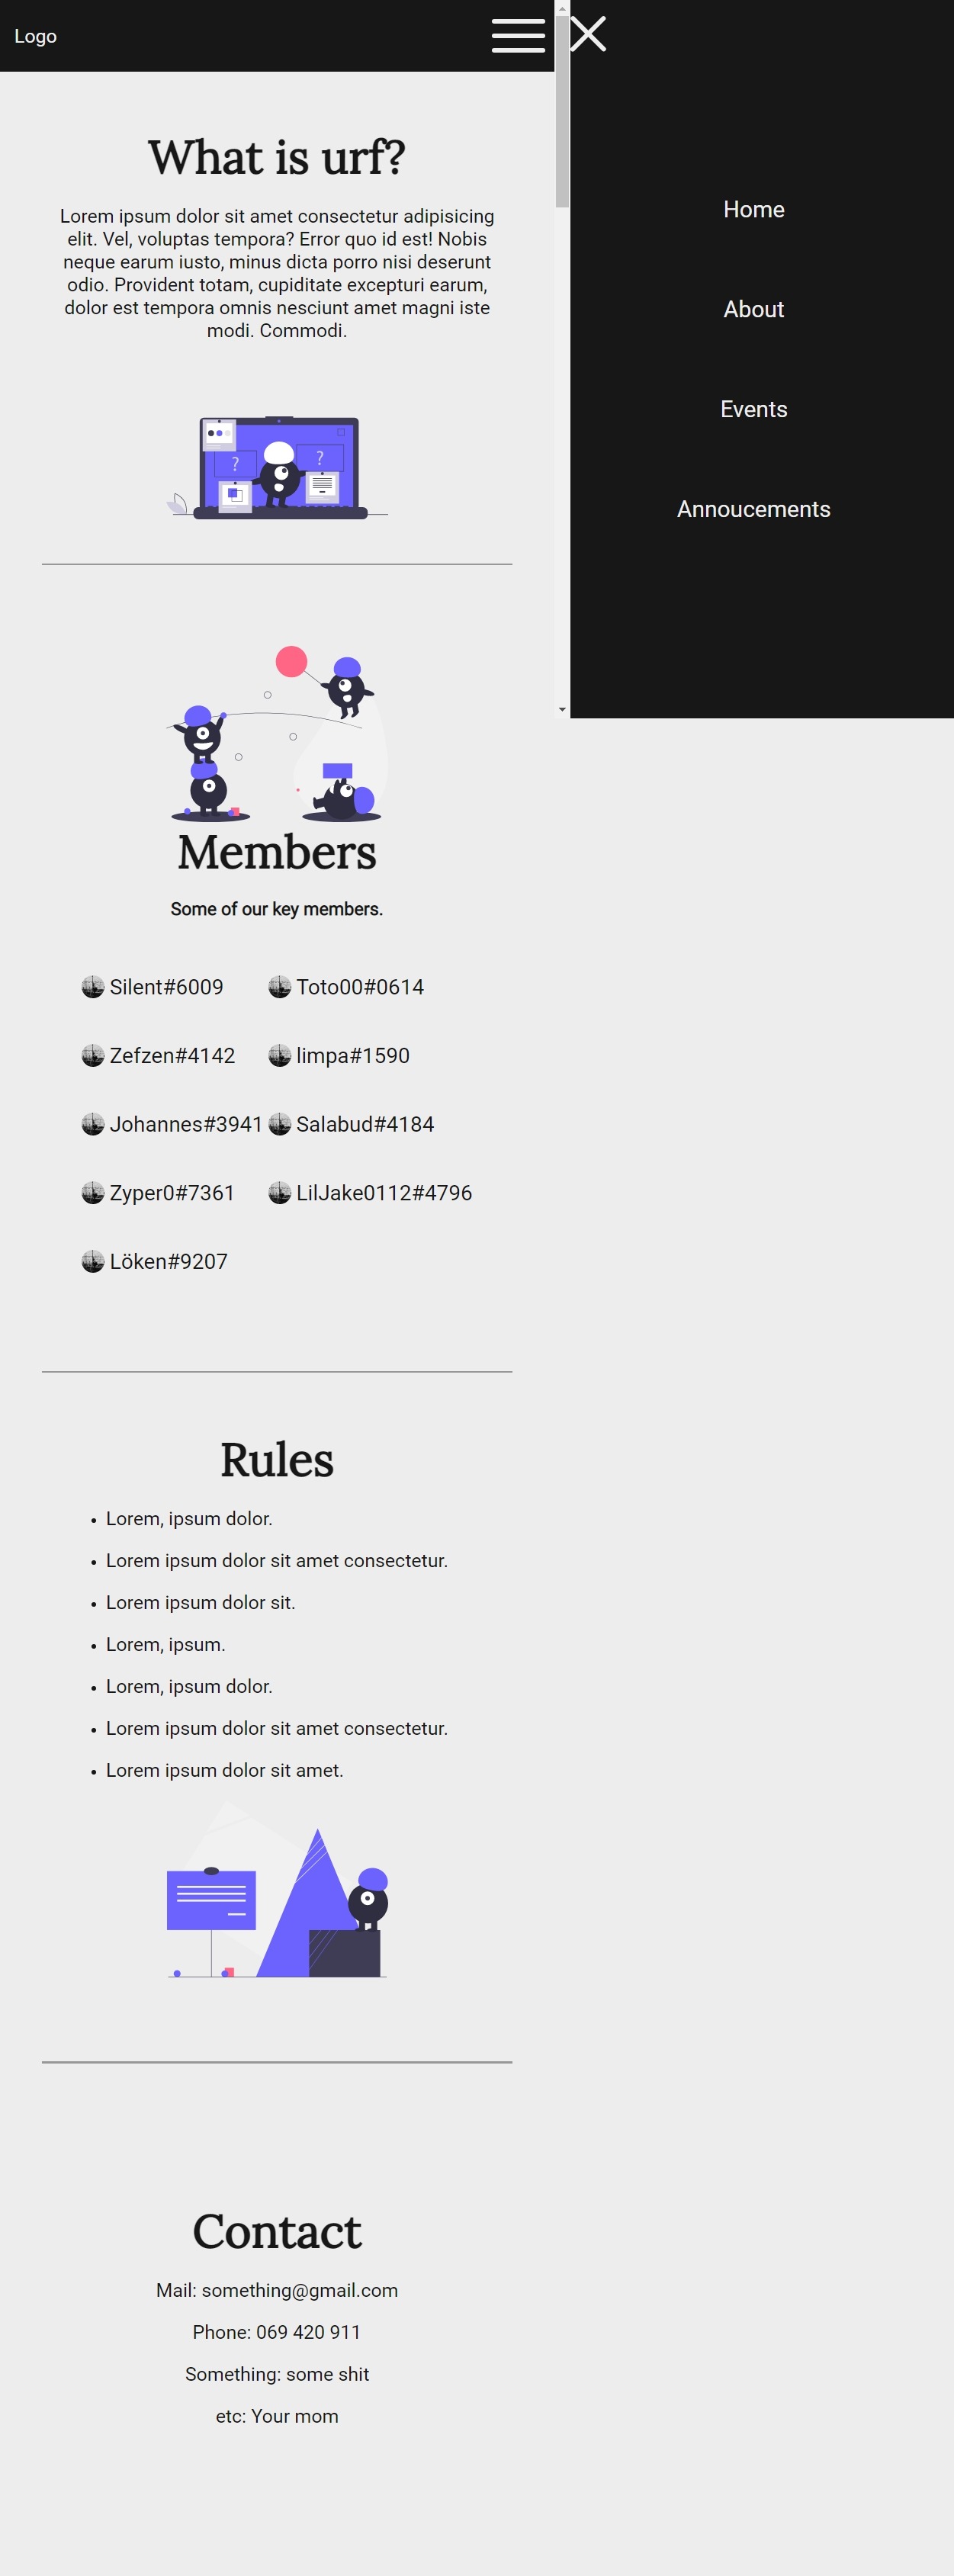 Logo
Home
About
Events
Annoucements
What is urf?
Lorem ipsum dolor sit amet consectetur adipisicing
elit. Vel, voluptas tempora? Error quo id est! Nobis
neque earum iusto, minus dicta porro nisi deserunt
odio. Provident totam, cupiditate excepturi earum,
dolor est tempora omnis nesciunt amet magni iste
modi. Commodi.
?
?
Members
Some of our key members.
Silent#6009 Toto00#0614
Zefzen#4142 limpa#1590
Johannes#3941 Salabud#4184
Zyper0#7361 LilJake0112#4796
Löken#9207
Rules
• Lorem, ipsum dolor.
• Lorem ipsum dolor sit amet consectetur.
• Lorem ipsum dolor sit.
• Lorem, ipsum.
• Lorem, ipsum dolor.
• Lorem ipsum dolor sit amet consectetur.
• Lorem ipsum dolor sit amet.
Contact
Mail: something@gmail.com
Phone: 069 420 911
Something: some shit
etc: Your mom